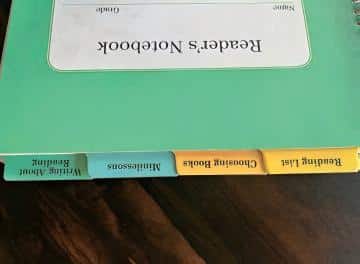 Reading List
Choosing Books
Minilessons
Writing About
Reading
Reader's Notebook
Name
Grade